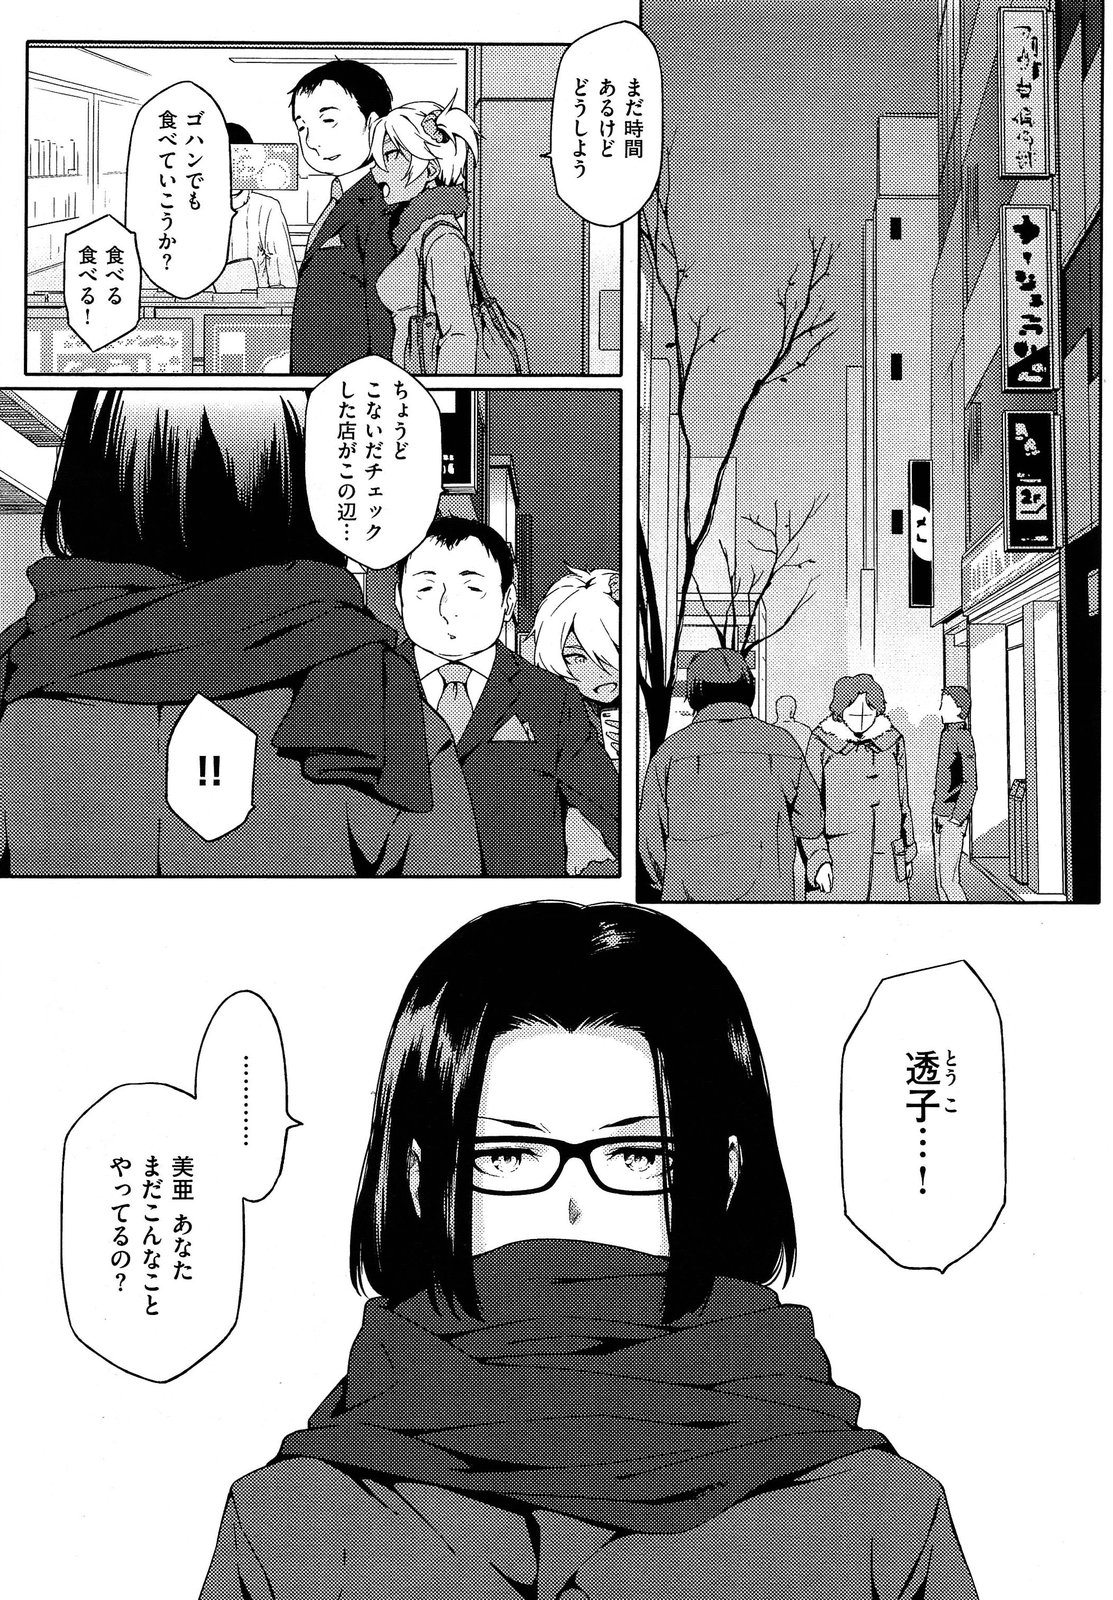 まだ時間
あるけど
どうしよう
ゴハンでも
食べていこうか?
食べる
食べる!
ちょうど
こないだチェック
した店がこの辺…
!!
とうこ
透子…!
………
美亜 あなた
まだこんなこと
やってるの?